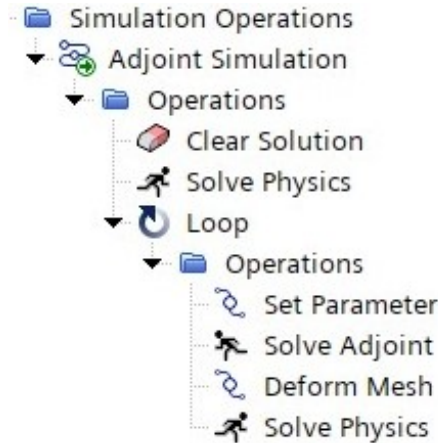 Simulation Operations
Adjoint Simulation
Operations
Clear Solution
Solve Physics
Loop
Operations
Set Parameter
Solve Adjoint
Deform Mesh
Solve Physics